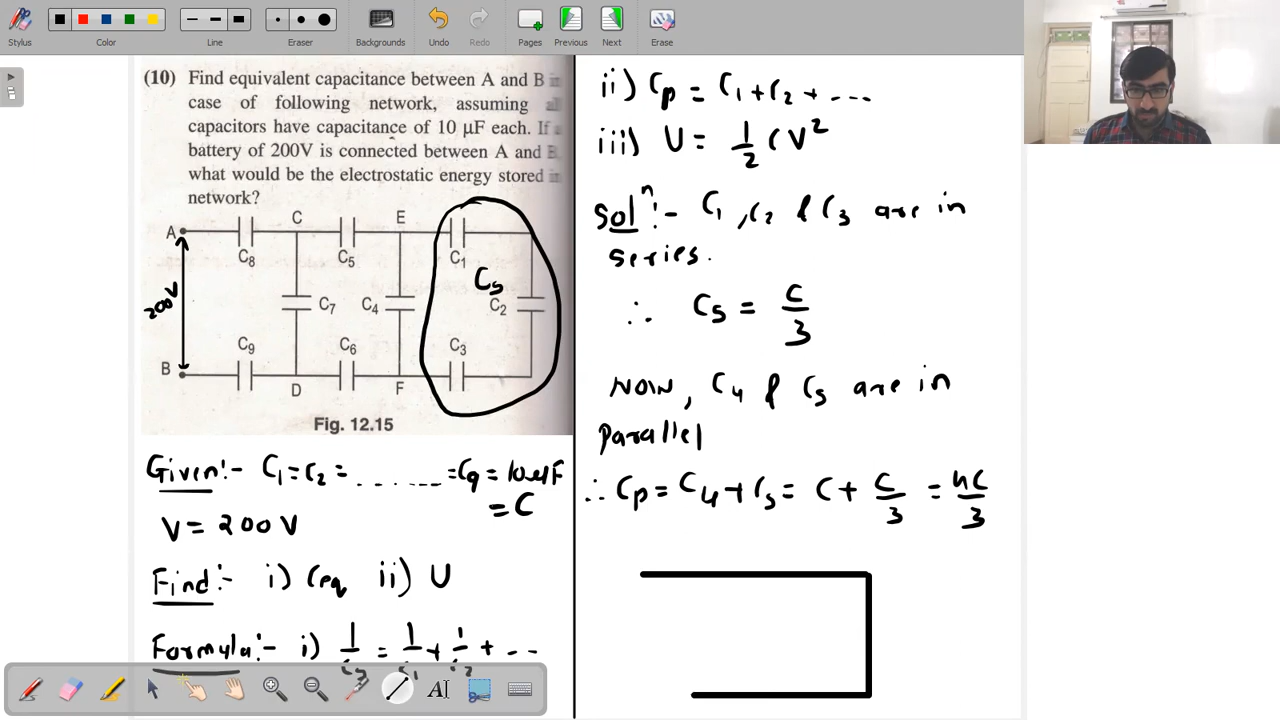 Stylus
Color
Line
Eraser
Backgrounds
Undo
Redo
Pages
Previous
Next
Erase
(10) Find equivalent capacitance between A and B in
case of following network, assuming all
capacitors have capacitance of 10 μF each. If a
battery of 200V is connected between A and B,
what would be the electrostatic energy stored in
network?
A C E
C8 C5 C1
200V C7 C4 Cs C2
C9 C6 C3
B D F
Fig. 12.15
Given:- C1 = C2 = ....... = C9 = 10μF
= C
V = 200 V
Find:- i) Ceq ii) U
Formula:- i) 1/Cs = 1/C1 + 1/C2 + ...
ii) Cp = C1 + C2 + ...
iii) U = 1/2 CV²
Solⁿ:- C1, C2 & C3 are in
series.
∴ Cs = C/3
Now, C4 & Cs are in
parallel
∴ Cp = C4 + Cs = C + C/3 = 4C/3
AI